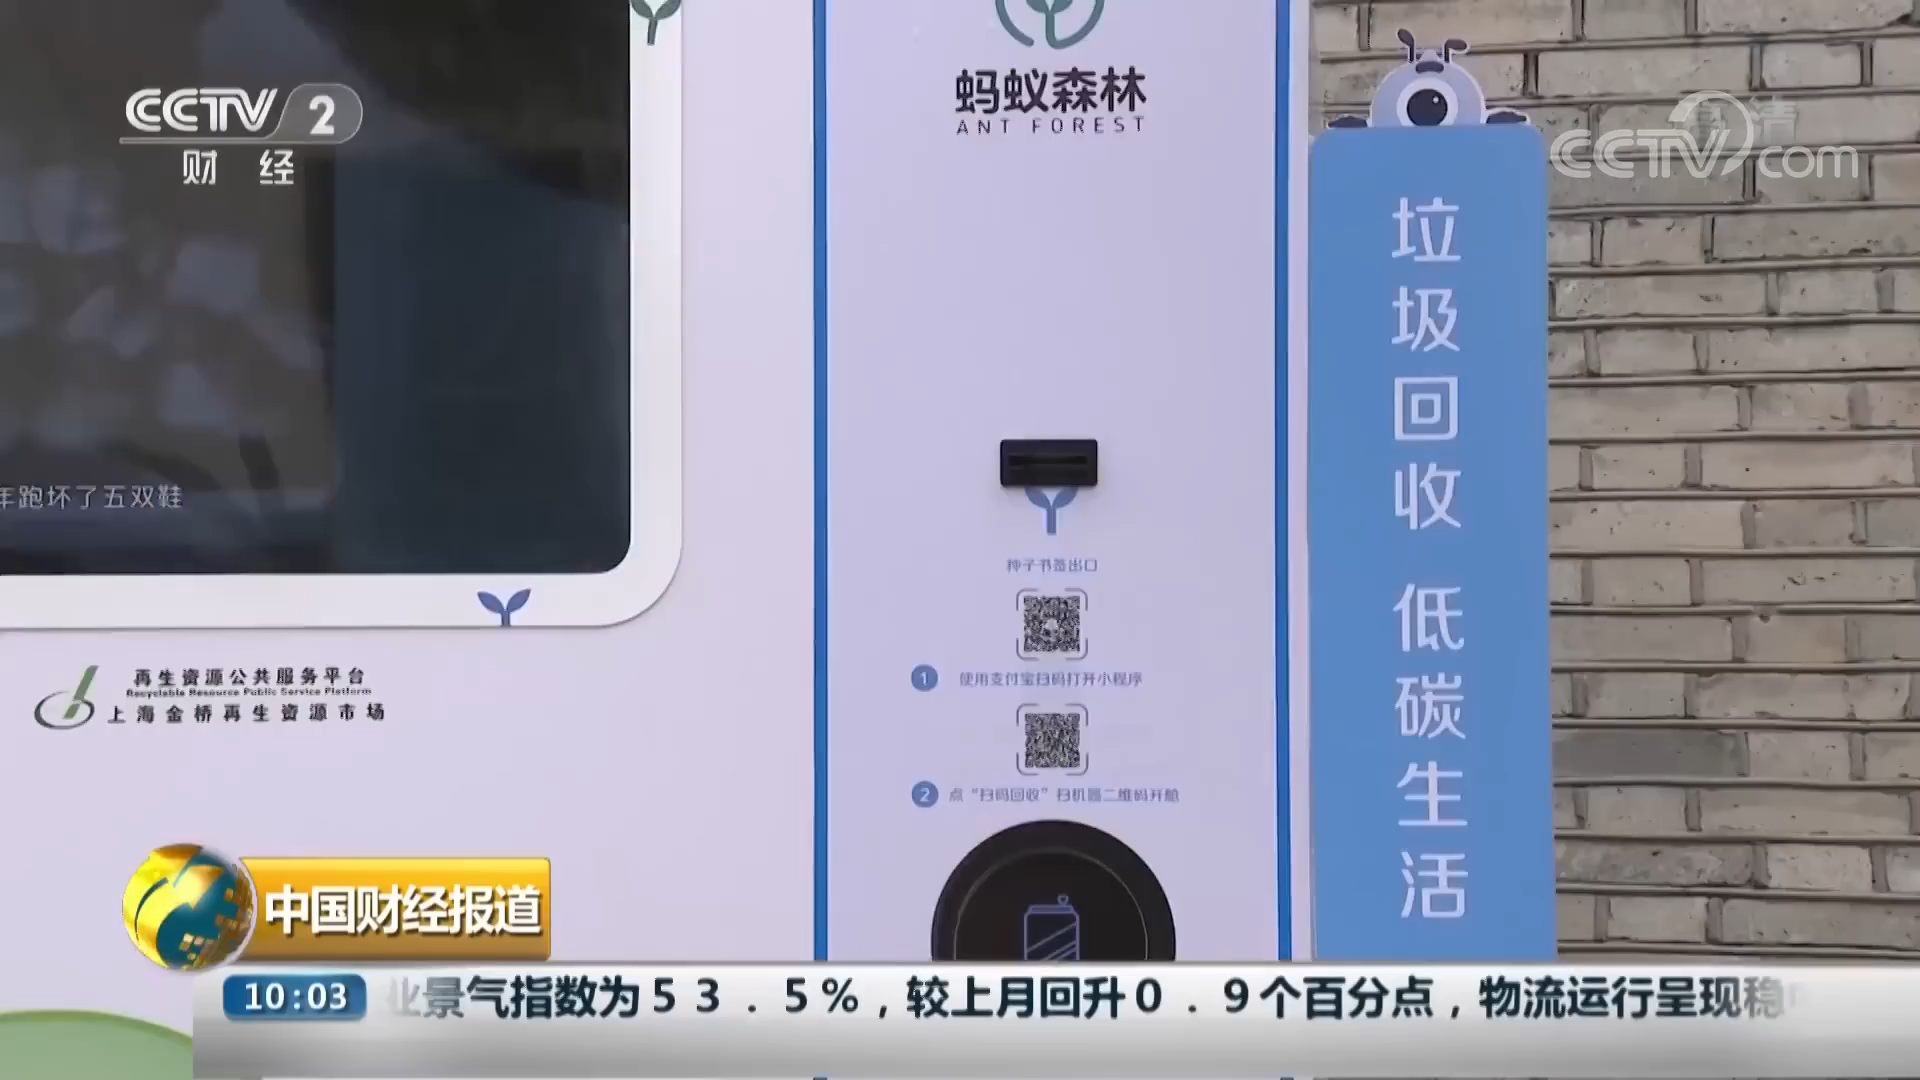 CCTV 2
财 经
蚂蚁森林
ANT FOREST
高清
CCTV.com
垃圾回收 低碳生活
年跑坏了五双鞋
种子书签出口
1 使用支付宝扫码打开小程序
2 点“扫码回收”扫机器二维码开舱
再生资源公共服务平台
Recyclable Resource Public Service Platform
上海金桥再生资源市场
中国财经报道
10:03 业景气指数为53.5%，较上月回升0.9个百分点，物流运行呈现稳